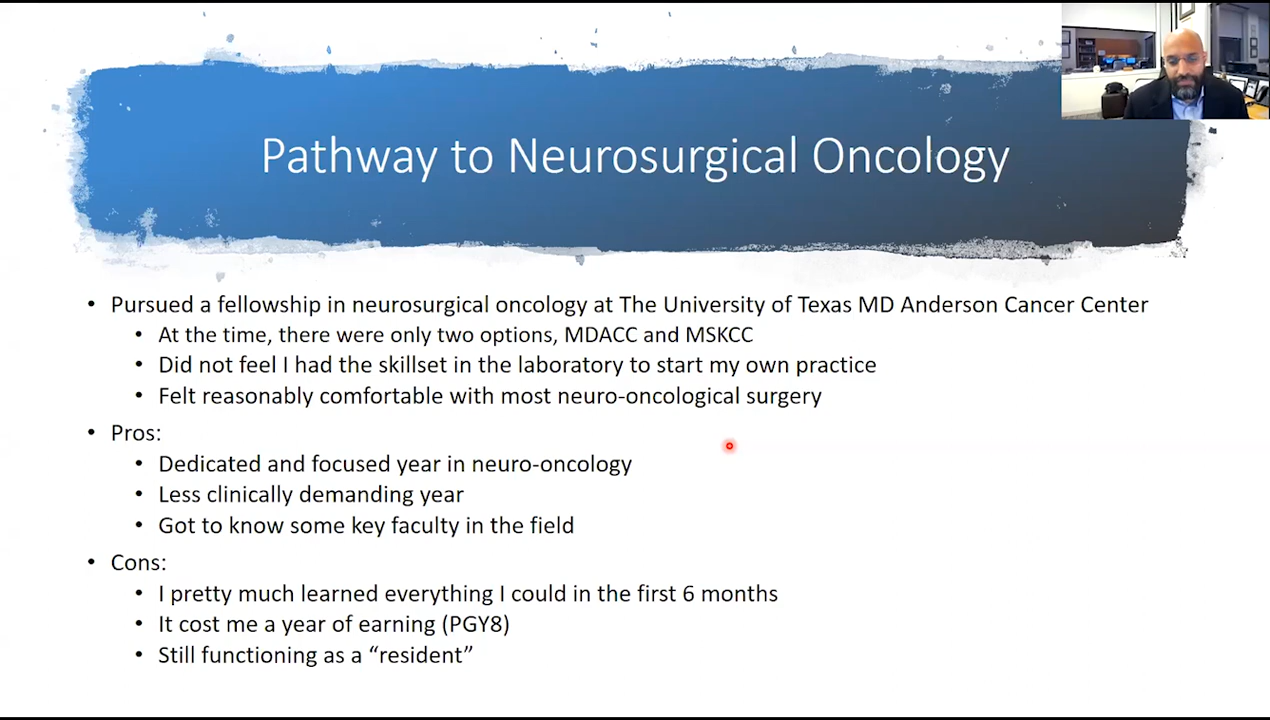 Pathway to Neurosurgical Oncology
• Pursued a fellowship in neurosurgical oncology at The University of Texas MD Anderson Cancer Center
• At the time, there were only two options, MDACC and MSKCC
• Did not feel I had the skillset in the laboratory to start my own practice
• Felt reasonably comfortable with most neuro-oncological surgery
• Pros:
• Dedicated and focused year in neuro-oncology
• Less clinically demanding year
• Got to know some key faculty in the field
• Cons:
• I pretty much learned everything I could in the first 6 months
• It cost me a year of earning (PGY8)
• Still functioning as a “resident”